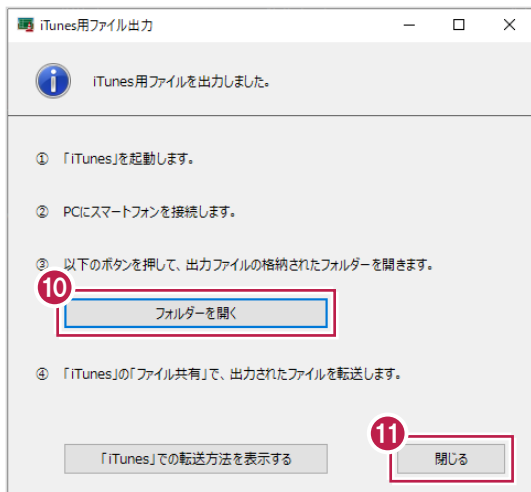 iTunes用ファイル出力
iTunes用ファイルを出力しました。
① 「iTunes」を起動します。
② PCにスマートフォンを接続します。
③ 以下のボタンを押して、出力ファイルの格納されたフォルダーを開きます。
10
フォルダーを開く
④ 「iTunes」の「ファイル共有」で、出力されたファイルを転送します。
11
「iTunes」での転送方法を表示する 閉じる